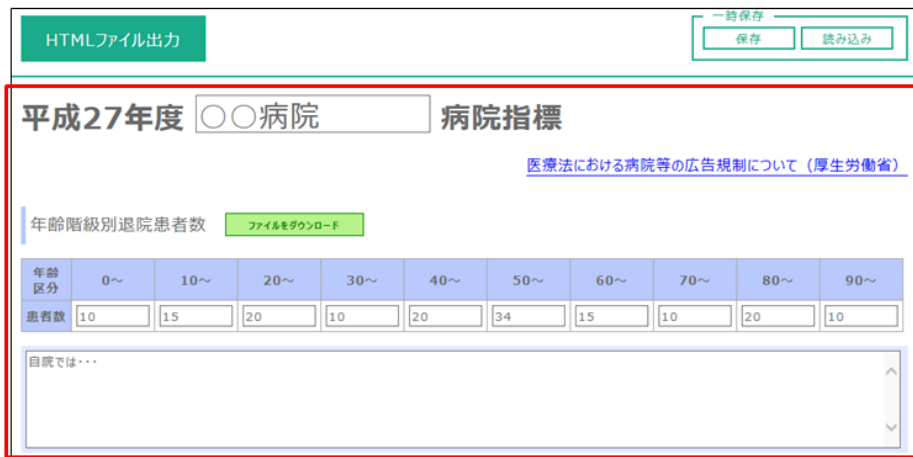 HTMLファイル出力
一時保存
保存 読み込み
平成27年度 〇〇病院 病院指標
医療法における病院等の広告規制について（厚生労働省）
年齢階級別退院患者数 ファイルをダウンロード
年齢区分 0～ 10～ 20～ 30～ 40～ 50～ 60～ 70～ 80～ 90～
患者数 10 15 20 10 20 34 15 10 20 10
自院では・・・